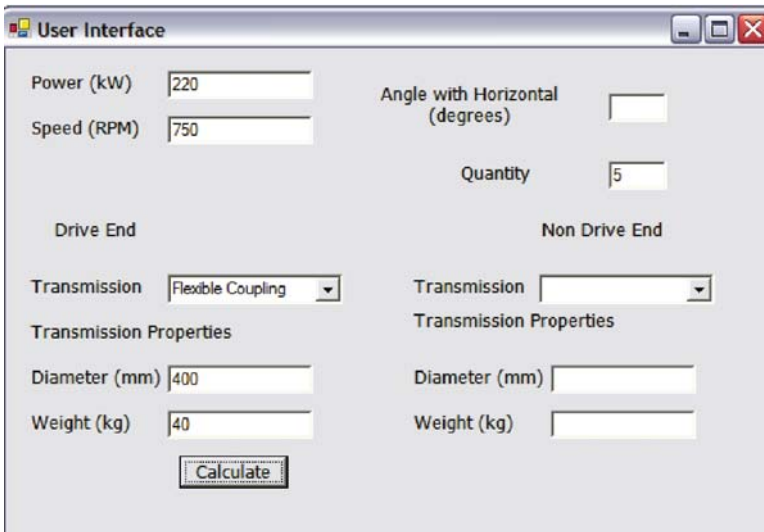 User Interface
Power (kW) 220
Speed (RPM) 750
Angle with Horizontal
(degrees)
Quantity 5
Drive End
Non Drive End
Transmission Flexible Coupling
Transmission
Transmission Properties
Transmission Properties
Diameter (mm) 400
Diameter (mm)
Weight (kg) 40
Weight (kg)
Calculate